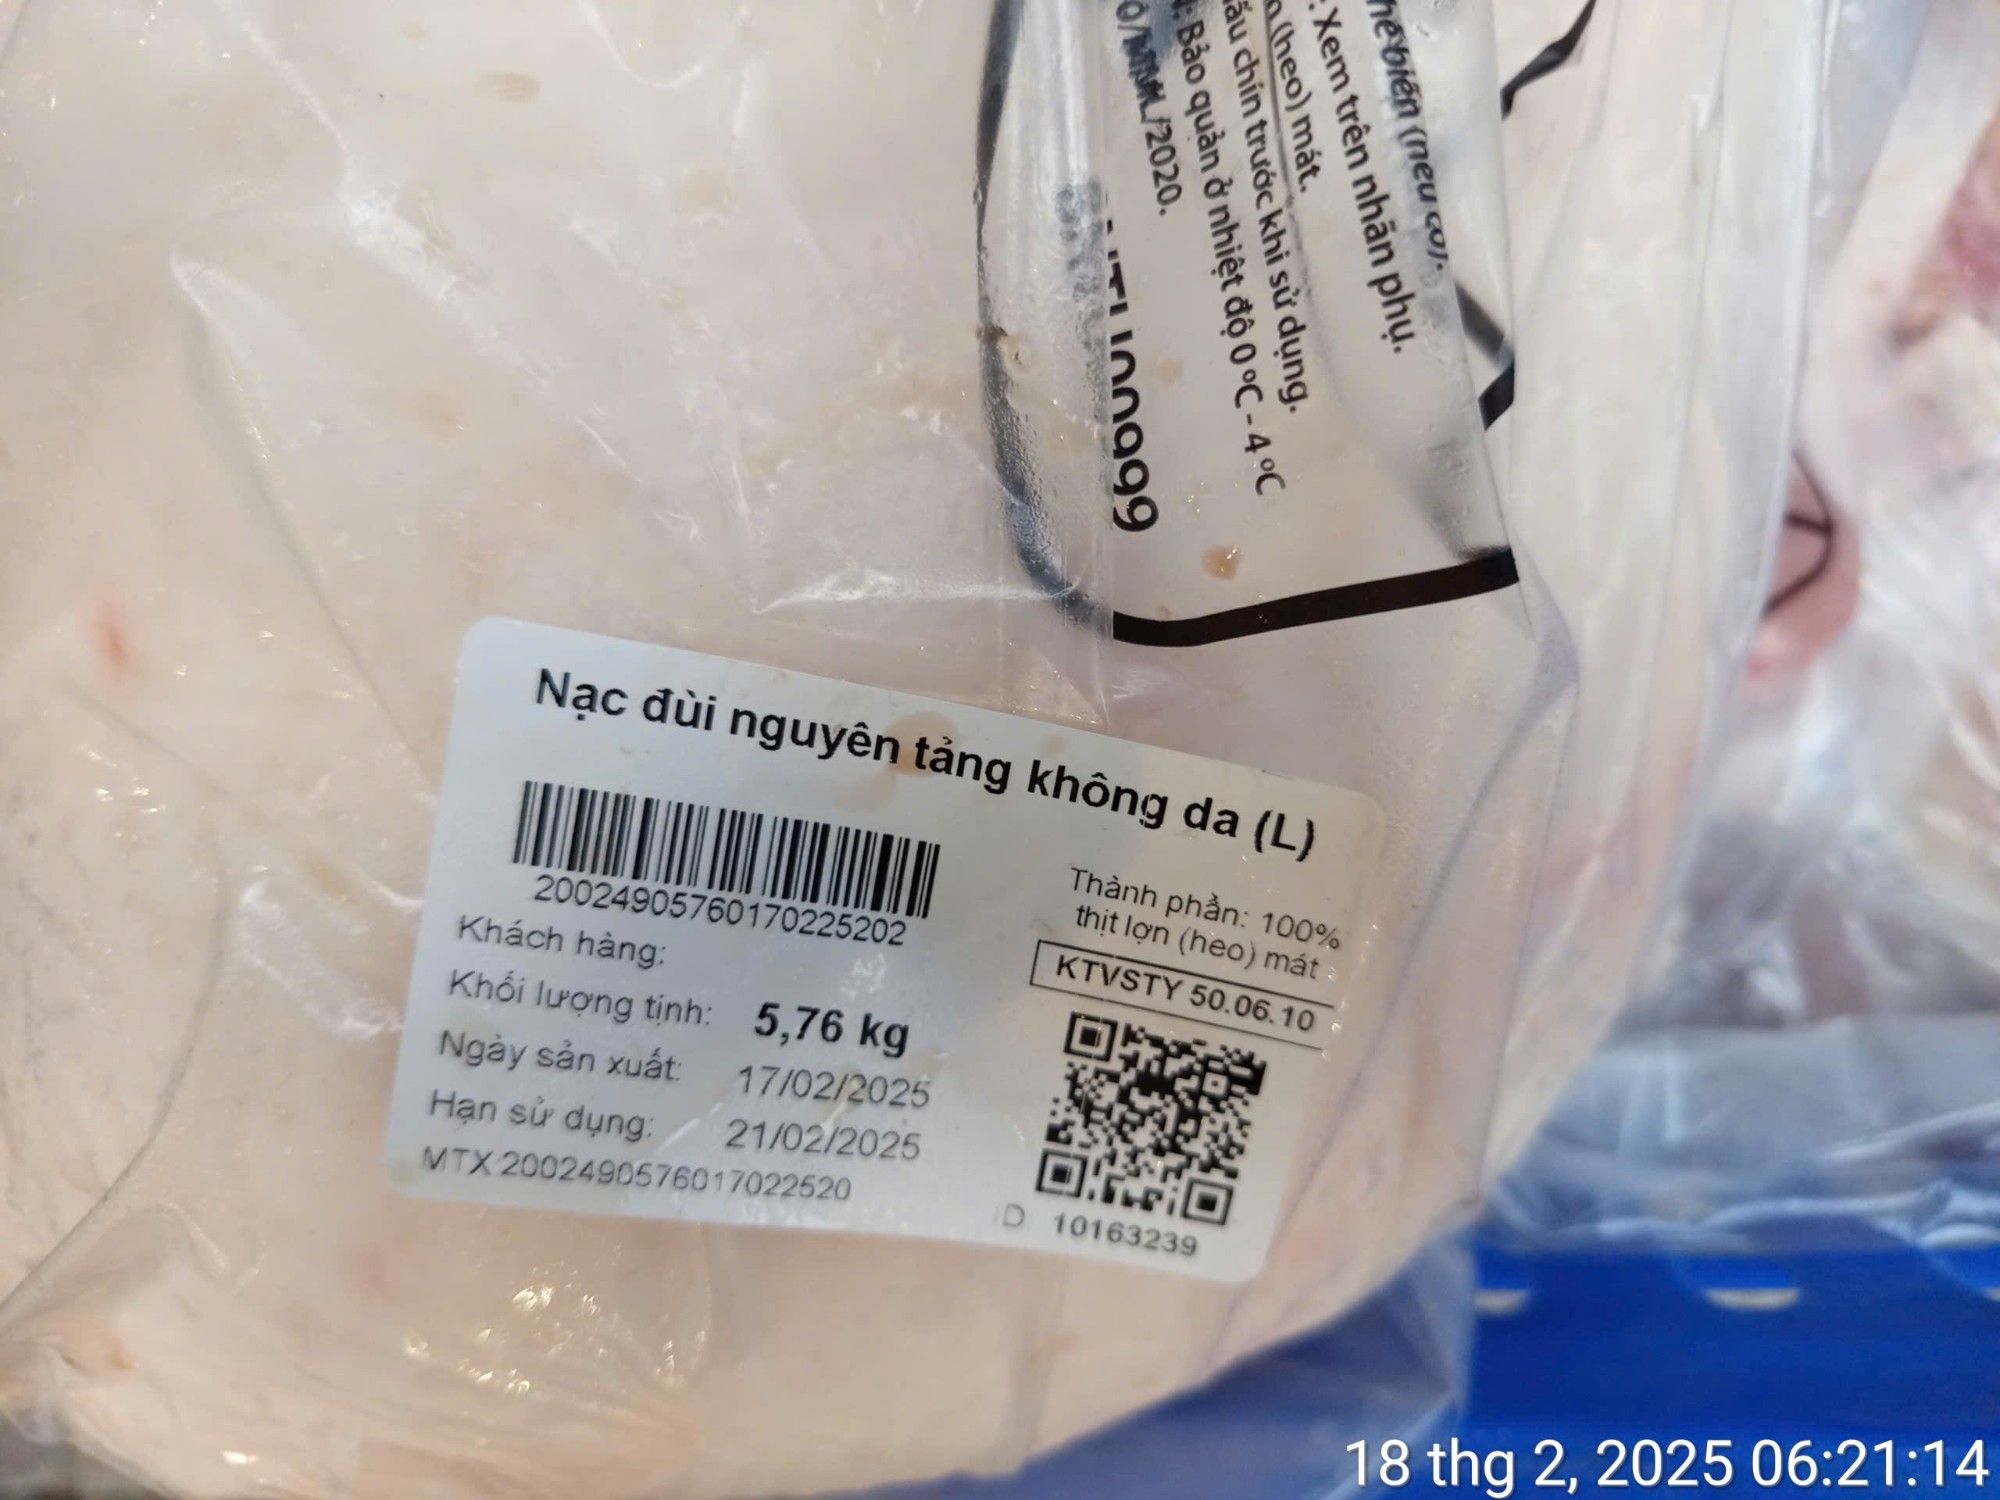 Xem trên nhãn phụ.
(heo) mát.
chín trước khi sử dụng.
Bảo quản ở nhiệt độ 0°C - 4°C
/MML/2020.
Nạc đùi nguyên tảng không da (L)
20024905760170225202
Thành phần: 100%
thịt lợn (heo) mát
KTVSTY 50.06.10
Khách hàng:
Khối lượng tịnh: 5,76 kg
Ngày sản xuất: 17/02/2025
Hạn sử dụng: 21/02/2025
MTX 2002490576017022520
ID 10163239
18 thg 2, 2025 06:21:14